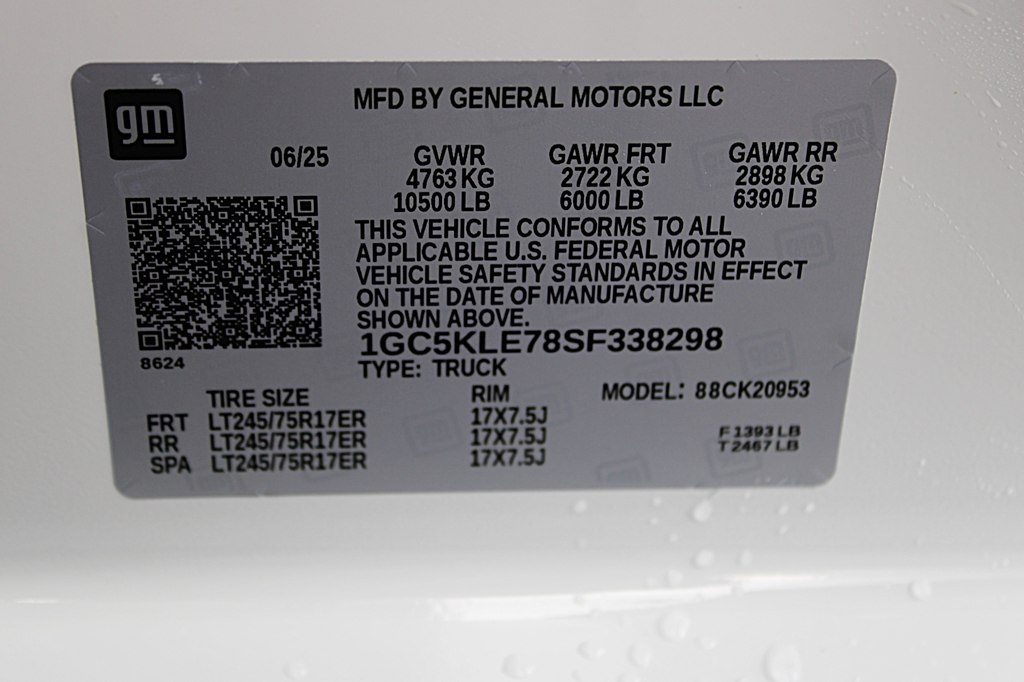 gm
MFD BY GENERAL MOTORS LLC
06/25 GVWR GAWR FRT GAWR RR
4763 KG 2722 KG 2898 KG
10500 LB 6000 LB 6390 LB
THIS VEHICLE CONFORMS TO ALL
APPLICABLE U.S. FEDERAL MOTOR
VEHICLE SAFETY STANDARDS IN EFFECT
ON THE DATE OF MANUFACTURE
SHOWN ABOVE.
1GC5KLE78SF338298
8624
TYPE: TRUCK
TIRE SIZE RIM MODEL: 88CK20953
FRT LT245/75R17ER 17X7.5J
RR LT245/75R17ER 17X7.5J
SPA LT245/75R17ER 17X7.5J
F 1393 LB
T 2467 LB